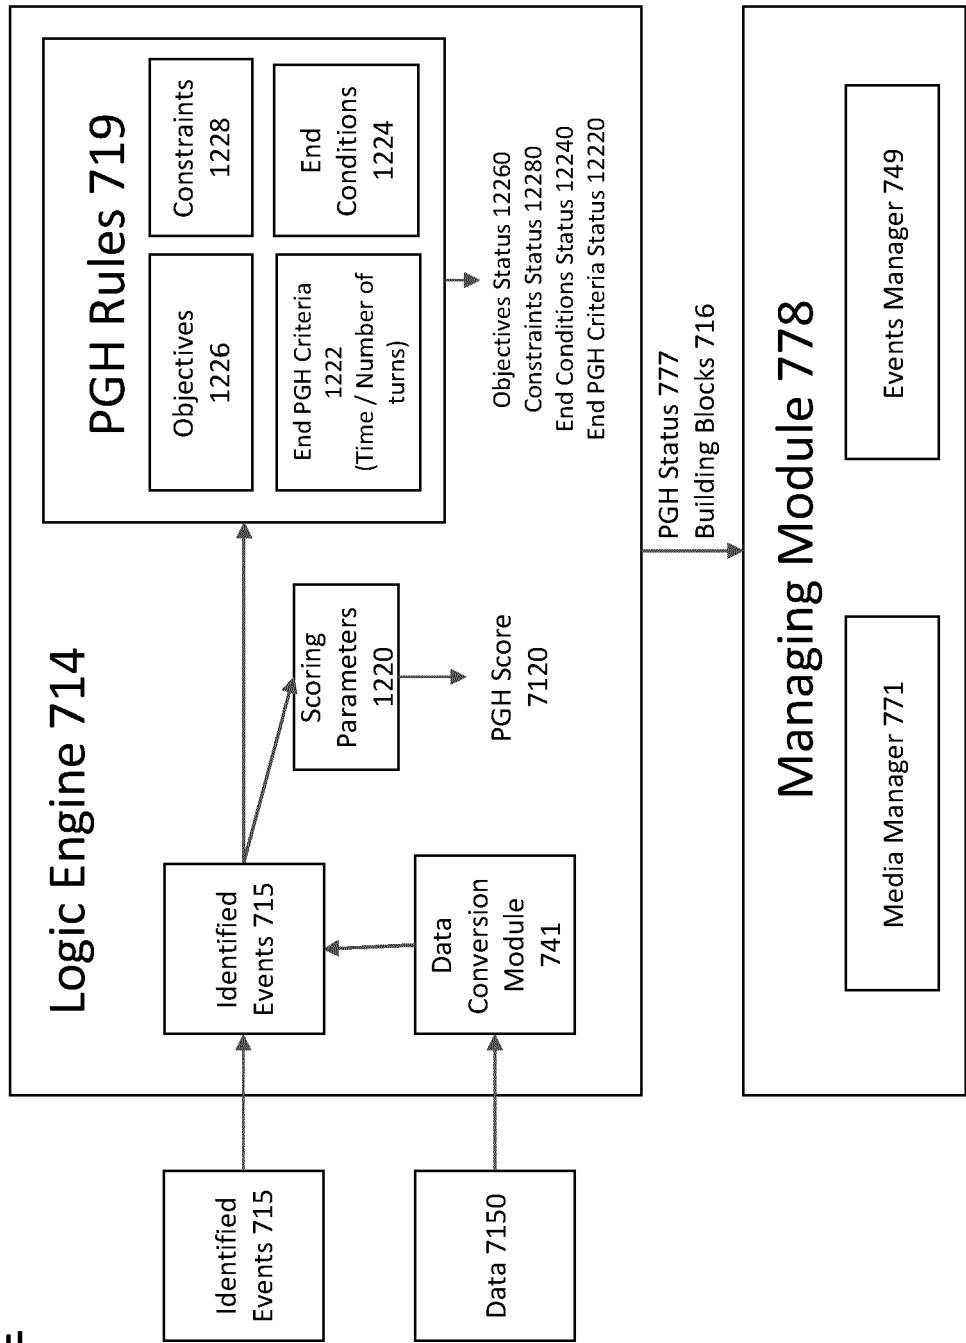 Logic Engine 714
PGH Rules 719
Objectives
1226
Constraints
1228
End PGH Criteria
1222
(Time / Number of
turns)
End
Conditions
1224
Identified
Events 715
Identified
Events 715
Scoring
Parameters
1220
Data 7150
Data
Conversion
Module
741
PGH Score
7120
Objectives Status 12260
Constraints Status 12280
End Conditions Status 12240
End PGH Criteria Status 12220
PGH Status 777
Building Blocks 716
Managing Module 778
Media Manager 771
Events Manager 749